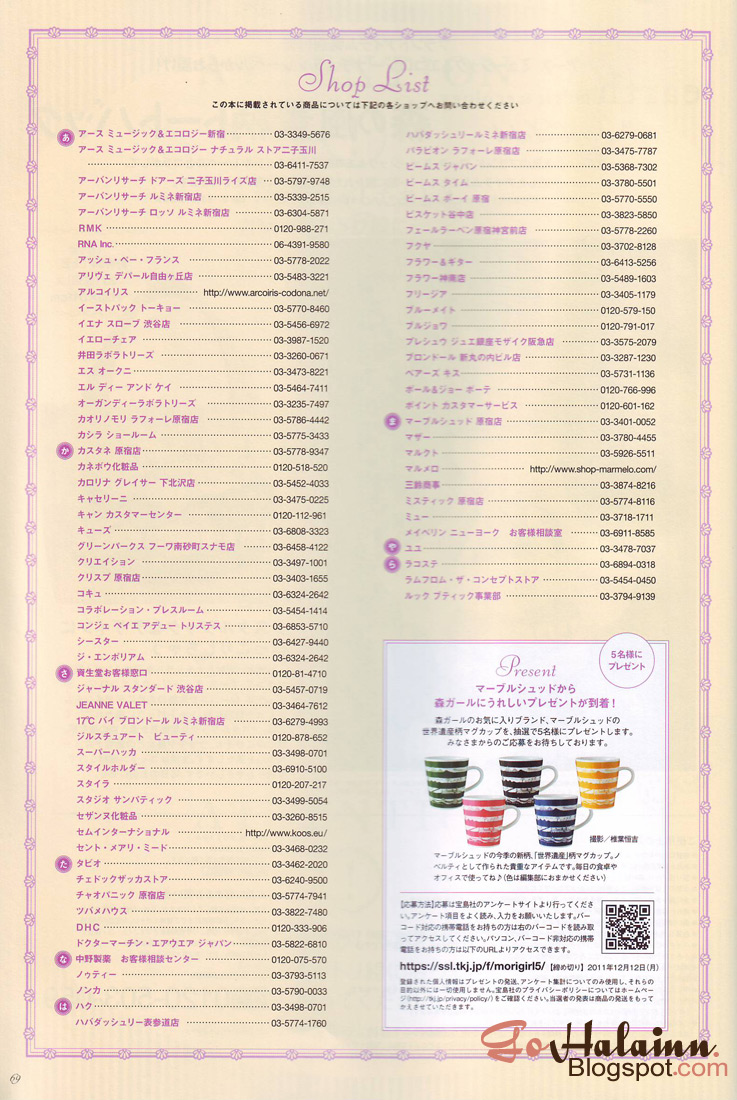 Shop List
この本に掲載されている商品については下記の各ショップへお問い合わせください
あ アース ミュージック&エコロジー新宿 03-3349-5676
アース ミュージック&エコロジー ナチュラル ストア二子玉川
03-6411-7537
アーバンリサーチ ドアーズ 二子玉川ライズ店 03-5797-9748
アーバンリサーチ ルミネ新宿店 03-5339-2515
アーバンリサーチ ロッソ ルミネ新宿店 03-6304-5871
RMK 0120-988-271
RNA Inc. 06-4391-9580
アッシュ・ペー・フランス 03-5778-2022
アリヴェ デパール自由ヶ丘店 03-5483-3221
アルコイリス http://www.arcoiris-codona.net/
イーストパック トーキョー 03-5770-8460
イエナ スローブ 渋谷店 03-5456-6972
イエローチェア 03-3987-1520
井田ラボラトリーズ 03-3260-0671
エス オークニ 03-3473-8221
エル ディー アンド ケイ 03-5464-7411
オーガンディーラボラトリーズ 03-3235-7497
カオリノモリ ラフォーレ原宿店 03-5786-4442
カシラ ショールーム 03-5775-3433
か カスタネ 原宿店 03-5778-9347
カネボウ化粧品 0120-518-520
カロリナ グレイサー 下北沢店 03-5452-4033
キャセリーニ 03-3475-0225
キャン カスタマーセンター 0120-112-961
キューズ 03-6808-3323
グリーンパークス フーワ南砂町スナモ店 03-6458-4122
クリエイション 03-3497-1001
クリスプ 原宿店 03-3403-1655
コキュ 03-6324-2642
コラボレーション・プレスルーム 03-5454-1414
コンジェ ペイエ アデュー トリステス 03-6853-5710
シースター 03-6427-9440
ジ・エンポリアム 03-6324-2642
さ 資生堂お客様窓口 0120-81-4710
ジャーナル スタンダード 渋谷店 03-5457-0719
JEANNE VALET 03-3464-7612
17℃ バイ ブロンドール ルミネ新宿店 03-6279-4993
ジルスチュアート ビューティ 0120-878-652
スーパーハッカ 03-3498-0701
スタイルホルダー 03-6910-5100
スタイラ 0120-207-217
スタジオ サンバティック 03-3499-5054
セザンヌ化粧品 03-3260-8515
セムインターナショナル http://www.koos.eu/
セント・メアリ・ミード 03-3468-0232
た タビオ 03-3462-2020
チェドックザッカストア 03-6240-9500
チャオパニック 原宿店 03-5774-7941
ツバメハウス 03-3822-7480
DHC 0120-333-906
ドクターマーチン・エアウエア ジャパン 03-5822-6810
な 中野製薬 お客様相談センター 0120-075-570
ノゥティー 03-3793-5113
ノンカ 03-5790-0033
は ハク 03-3498-0701
ハバダッシュリー表参道店 03-5774-1760
ハバダッシュリールミネ新宿店 03-6279-0681
パラビオン ラフォーレ原宿店 03-3475-7787
ビームス ジャパン 03-5368-7302
ビームス タイム 03-3780-5501
ビームス ボーイ 原宿 03-5770-5550
ビスケット谷中店 03-3823-5850
フェールラーベン原宿神宮前店 03-5778-2260
フクヤ 03-3702-8128
フラワー&ギター 03-6413-5256
フラワー神南店 03-5489-1603
フリージア 03-3405-1179
ブルーメイト 0120-579-150
ブルジョワ 0120-791-017
プレシュウ ジュエ銀座モザイク阪急店 03-3575-2079
ブロンドール 新丸の内ビル店 03-3287-1230
ベアーズ キス 03-5731-1136
ポール&ジョー ボーテ 0120-766-996
ポイント カスタマーサービス 0120-601-162
ま マーブルシュッド 原宿店 03-3401-0052
マザー 03-3780-4455
マルクト 03-5926-5511
マルメロ http://www.shop-marmelo.com/
三鈴商事 03-3874-8216
ミスティック 原宿店 03-5774-8116
ミュー 03-3718-1711
メイベリン ニューヨーク お客様相談室 03-6911-8585
や ユユ 03-3478-7037
ら ラコステ 03-6894-0318
ラムフロム・ザ・コンセプトストア 03-5454-0450
ルック ブティック事業部 03-3794-9139
5名様に
プレゼント
Present
マーブルシュッドから
森ガールにうれしいプレゼントが到着!
森ガールのお気に入りブランド、マーブルシュッドの
世界遺産柄マグカップを、抽選で5名様にプレゼントします。
みなさまからのご応募をお待ちしております。
撮影/椎葉恒吉
マーブルシュッドの今季の新柄、「世界遺産」柄マグカップ。ノ
ベルティとして作られた貴重なアイテムです。毎日の食卓や
オフィスで使ってね♪(色は編集部におまかせください)
【応募方法】応募は宝島社のアンケートサイトより行ってくださ
い。アンケート項目をよく読み、入力をお願いいたします。バー
コード対応の携帯電話をお持ちの方は右のバーコードを読み取
ってアクセスしてください。パソコン、バーコード非対応の携帯
電話をお持ちの方は以下のURLよりアクセスできます。
https://ssl.tkj.jp/f/morigirl5/ 【締め切り】2011年12月12日(月)
登録された個人情報はプレゼントの発送、アンケート集計についてのみ使用し、それらの
目的以外には一切使用しません。宝島社のプライバシーポリシーについてはホームペー
ジ(http://tkj.jp/privacy/policy/)をご確認ください。当選者の発表は商品の発送をもって
かえさせていただきます。
69
GoHalainn.
Blogspot.com